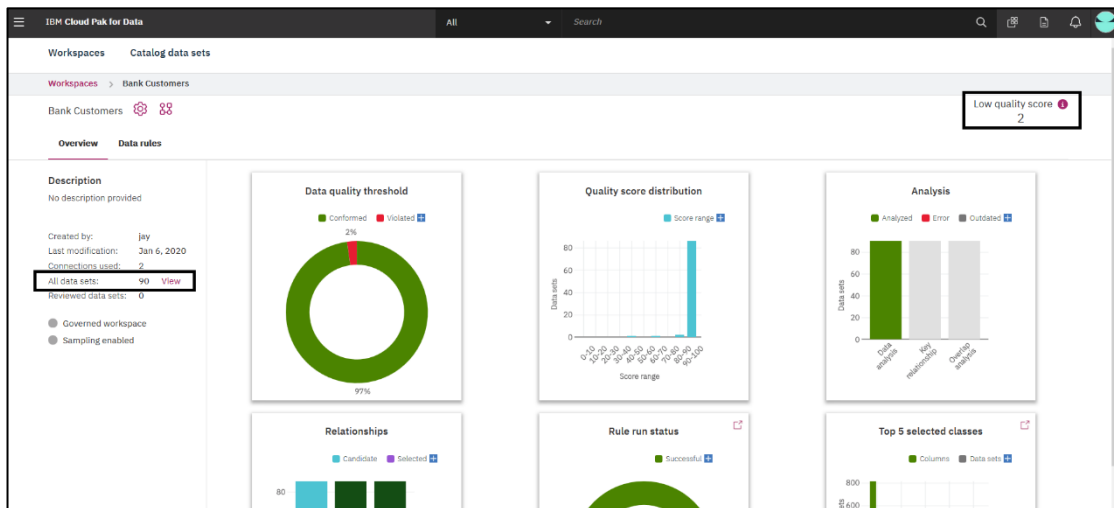 IBM Cloud Pak for Data
All
Search
Workspaces Catalog data sets
Workspaces > Bank Customers
Bank Customers
Low quality score
2
Overview Data rules
Description
No description provided
Created by: jay
Last modification: Jan 6, 2020
Connections used: 2
All data sets: 90 View
Reviewed data sets: 0
Governed workspace
Sampling enabled
Data quality threshold
Conformed Violated
2%
97%
Quality score distribution
Score range
80
60
40
20
0
Data sets
0-10
10-20
20-30
30-40
40-50
50-60
60-70
70-80
80-90
90-100
Score range
Analysis
Analyzed Error Outdated
80
60
40
20
0
Data sets
Data analysis
Key relationship
Overlap analysis
Relationships
Candidate Selected
80
Rule run status
Successful
Top 5 selected classes
Columns Data sets
800
600